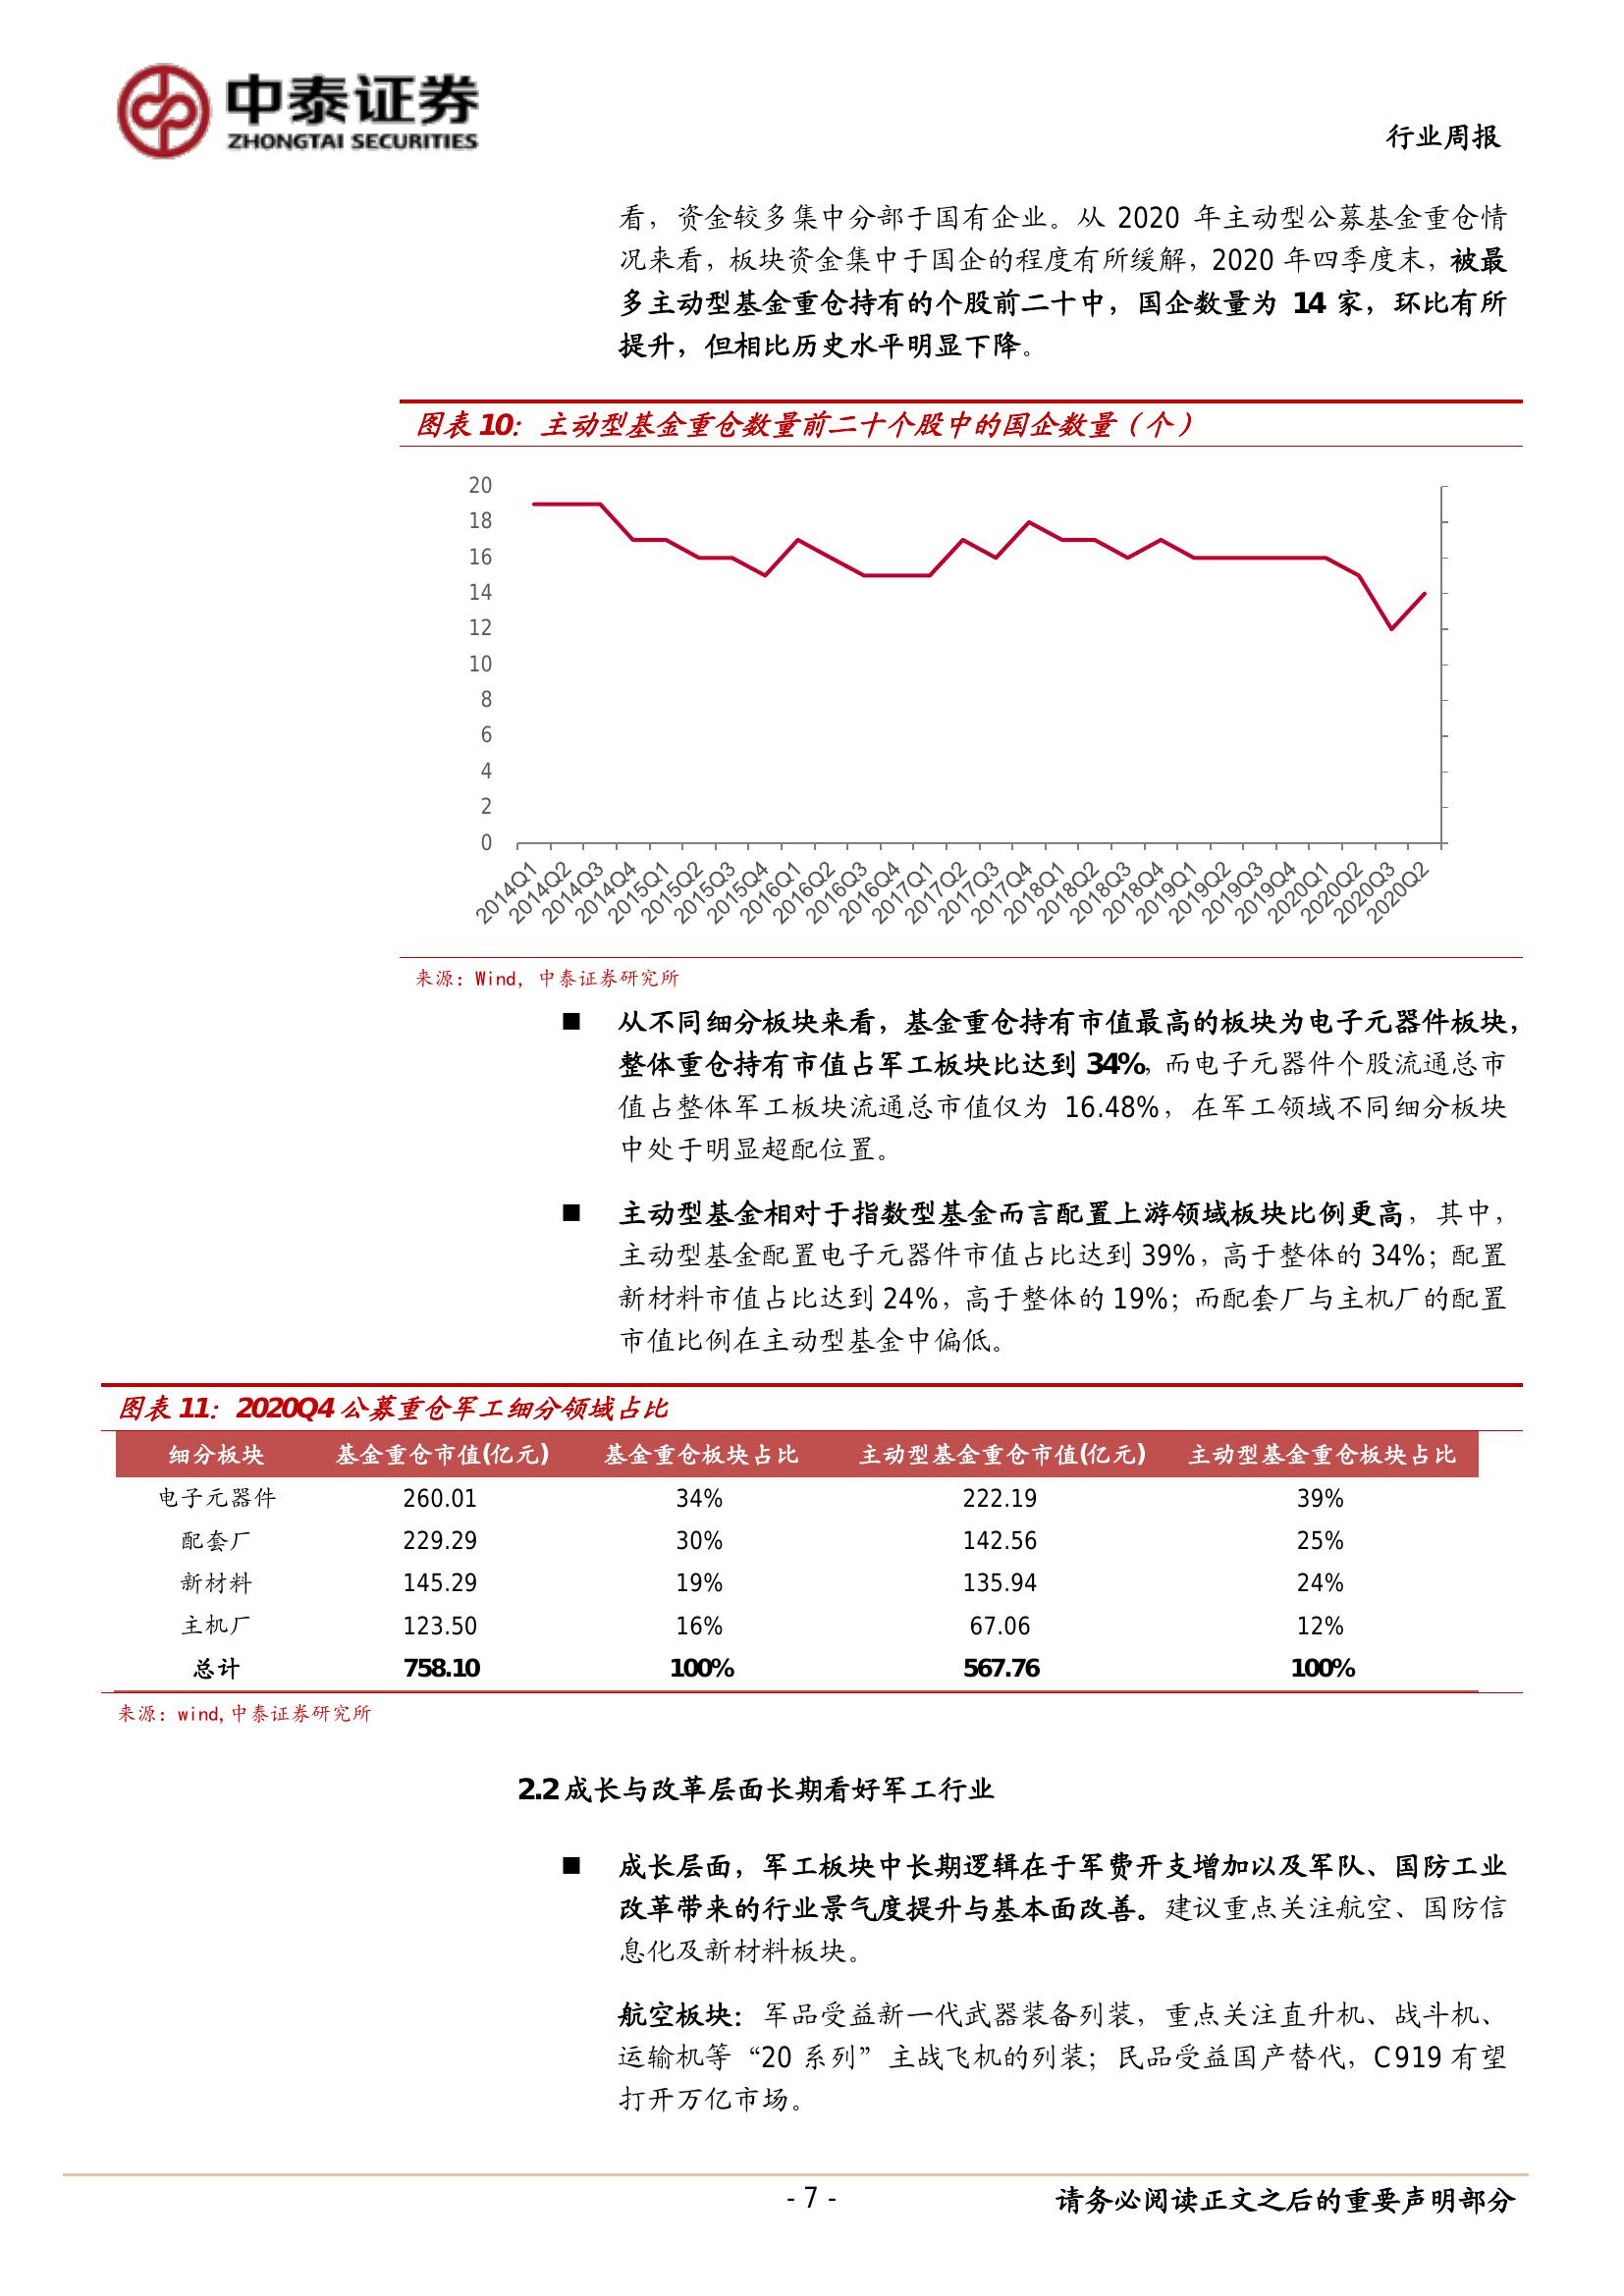 中泰证券
ZHONGTAI SECURITIES
行业周报
看，资金较多集中分部于国有企业。从 2020 年主动型公募基金重仓情
况来看，板块资金集中于国企的程度有所缓解，2020 年四季度末，被最
多主动型基金重仓持有的个股前二十中，国企数量为 14 家，环比有所
提升，但相比历史水平明显下降。
图表 10：主动型基金重仓数量前二十个股中的国企数量（个）
20
18
16
14
12
10
8
6
4
2
0
2014Q1 2014Q2 2014Q3 2014Q4 2015Q1 2015Q2 2015Q3 2015Q4 2016Q1 2016Q2 2016Q3 2016Q4 2017Q1 2017Q2 2017Q3 2017Q4 2018Q1 2018Q2 2018Q3 2018Q4 2019Q1 2019Q2 2019Q3 2019Q4 2020Q1 2020Q2 2020Q3 2020Q2
来源：Wind，中泰证券研究所
■ 从不同细分板块来看，基金重仓持有市值最高的板块为电子元器件板块，
整体重仓持有市值占军工板块比达到 34%，而电子元器件个股流通总市
值占整体军工板块流通总市值仅为 16.48%，在军工领域不同细分板块
中处于明显超配位置。
■ 主动型基金相对于指数型基金而言配置上游领域板块比例更高，其中，
主动型基金配置电子元器件市值占比达到 39%，高于整体的 34%；配置
新材料市值占比达到 24%，高于整体的 19%；而配套厂与主机厂的配置
市值比例在主动型基金中偏低。
图表 11：2020Q4 公募重仓军工细分领域占比
细分板块 基金重仓市值(亿元) 基金重仓板块占比 主动型基金重仓市值(亿元) 主动型基金重仓板块占比
电子元器件 260.01 34% 222.19 39%
配套厂 229.29 30% 142.56 25%
新材料 145.29 19% 135.94 24%
主机厂 123.50 16% 67.06 12%
总计 758.10 100% 567.76 100%
来源：wind,中泰证券研究所
2.2 成长与改革层面长期看好军工行业
■ 成长层面，军工板块中长期逻辑在于军费开支增加以及军队、国防工业
改革带来的行业景气度提升与基本面改善。建议重点关注航空、国防信
息化及新材料板块。
航空板块：军品受益新一代武器装备列装，重点关注直升机、战斗机、
运输机等“20 系列”主战飞机的列装；民品受益国产替代，C919 有望
打开万亿市场。
- 7 -
请务必阅读正文之后的重要声明部分